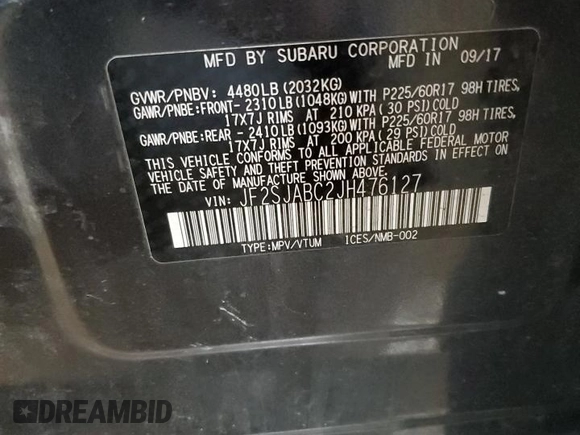 MFD BY SUBARU CORPORATION
MFD IN 09/17
GVWR/PNBV: 4480LB(2032KG)
GAWR/PNBE:FRONT- 2310LB(1048KG)WITH P225/60R17 98H TIRES,
17X7J RIMS AT 210 KPA(30 PSI)COLD
GAWR/PNBE:REAR - 2410LB(1093KG)WITH P225/60R17 98H TIRES,
17X7J RIMS AT 200 KPA(29 PSI)COLD
THIS VEHICLE CONFORMS TO ALL APPLICABLE FEDERAL MOTOR
VEHICLE SAFETY AND THEFT PREVENTION STANDARDS IN EFFECT ON
THE DATE OF MANUFACTURE SHOWN ABOVE.
VIN: JF2SJABC2JH476127
TYPE:MPV/VTUM ICES/NMB-002
DREAMBID